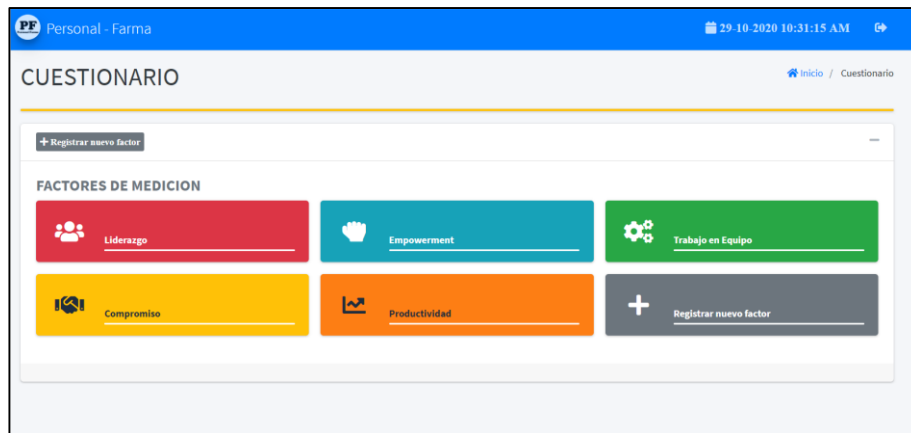 PF Personal - Farma 29-10-2020 10:31:15 AM
CUESTIONARIO Inicio / Cuestionario
+ Registrar nuevo factor
FACTORES DE MEDICION
Liderazgo Empowerment Trabajo en Equipo
Compromiso Productividad Registrar nuevo factor